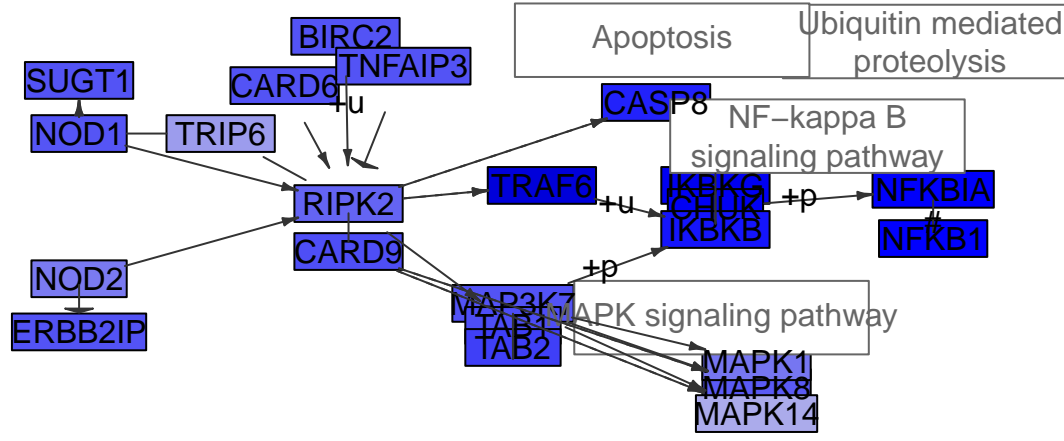 BIRC2
Apoptosis
Ubiquitin mediated
proteolysis
TNFAIP3
SUGT1
CARD6
+u
CASP8
NOD1
TRIP6
NF−kappa B
signaling pathway
RIPK2
TRAF6
IKBKG
CHUK
IKBKB
+u
+p
NFKBIA
#
NFKB1
CARD9
NOD2
+p
ERBB2IP
MAP3K7
TAB1
TAB2
MAPK signaling pathway
MAPK1
MAPK8
MAPK14